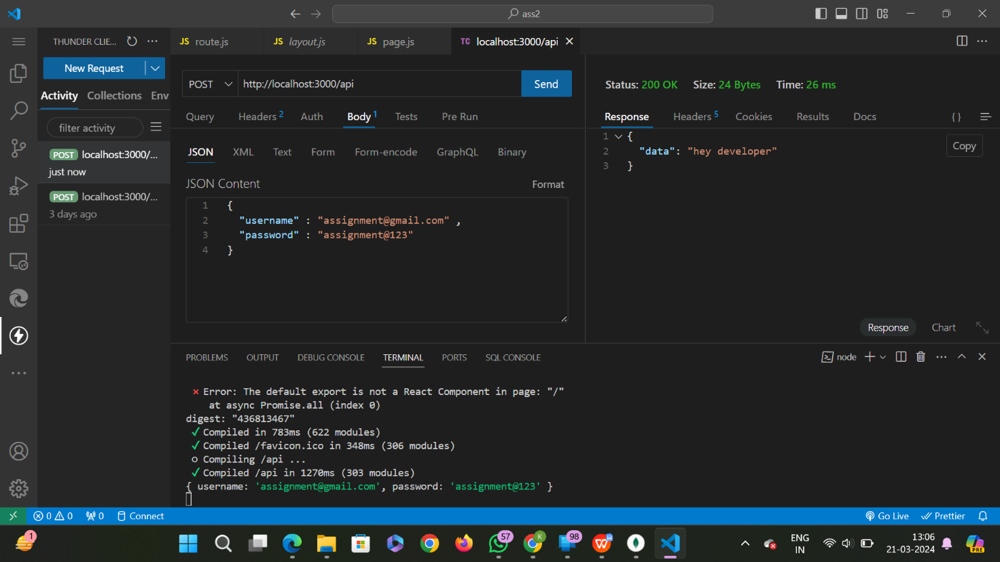 ass2
THUNDER CLIE...
JS route.js
JS layout.js
JS page.js
TC localhost:3000/api
New Request
POST
http://localhost:3000/api
Send
Status: 200 OK Size: 24 Bytes Time: 26 ms
Activity Collections Env
Query Headers 2 Auth Body 1 Tests Pre Run
Response Headers 5 Cookies Results Docs
{ }
filter activity
POST localhost:3000/...
just now
POST localhost:3000/...
3 days ago
JSON XML Text Form Form-encode GraphQL Binary
JSON Content
Format
1 {
2 "username" : "assignment@gmail.com" ,
3 "password" : "assignment@123"
4 }
1 {
2 "data": "hey developer"
3 }
Copy
Response Chart
PROBLEMS OUTPUT DEBUG CONSOLE TERMINAL PORTS SQL CONSOLE
node
⨯ Error: The default export is not a React Component in page: "/"
at async Promise.all (index 0)
digest: "436813467"
✓ Compiled in 783ms (622 modules)
✓ Compiled /favicon.ico in 348ms (306 modules)
○ Compiling /api ...
✓ Compiled /api in 1270ms (303 modules)
{ username: 'assignment@gmail.com', password: 'assignment@123' }
0 0 0 Connect
Go Live Prettier
1
57
K
98
W
ENG
IN
13:06
21-03-2024
PRE